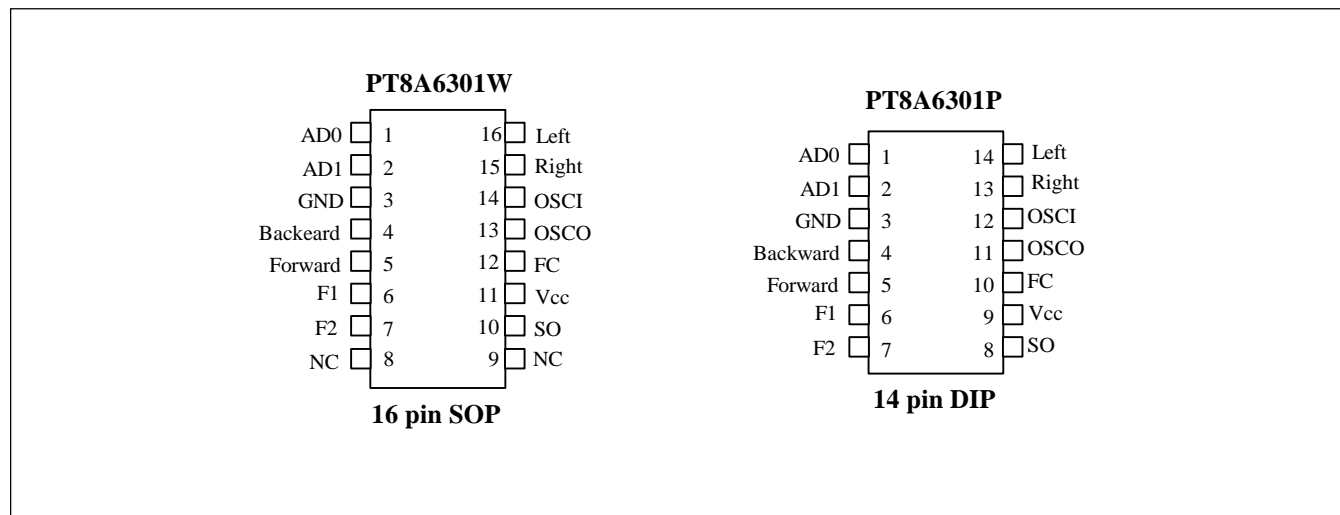 PT8A6301W
AD0 1 16 Left
AD1 2 15 Right
GND 3 14 OSCI
Backeard 4 13 OSCO
Forward 5 12 FC
F1 6 11 Vcc
F2 7 10 SO
NC 8 9 NC
16 pin SOP
PT8A6301P
AD0 1 14 Left
AD1 2 13 Right
GND 3 12 OSCI
Backward 4 11 OSCO
Forward 5 10 FC
F1 6 9 Vcc
F2 7 8 SO
14 pin DIP